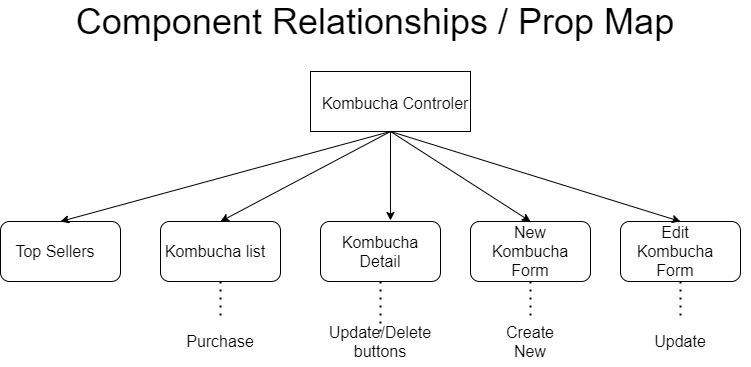 Component Relationships / Prop Map
Kombucha Controler
Top Sellers
Kombucha list
Kombucha
Detail
New
Kombucha
Form
Edit
Kombucha
Form
Purchase
Update/Delete
buttons
Create
New
Update